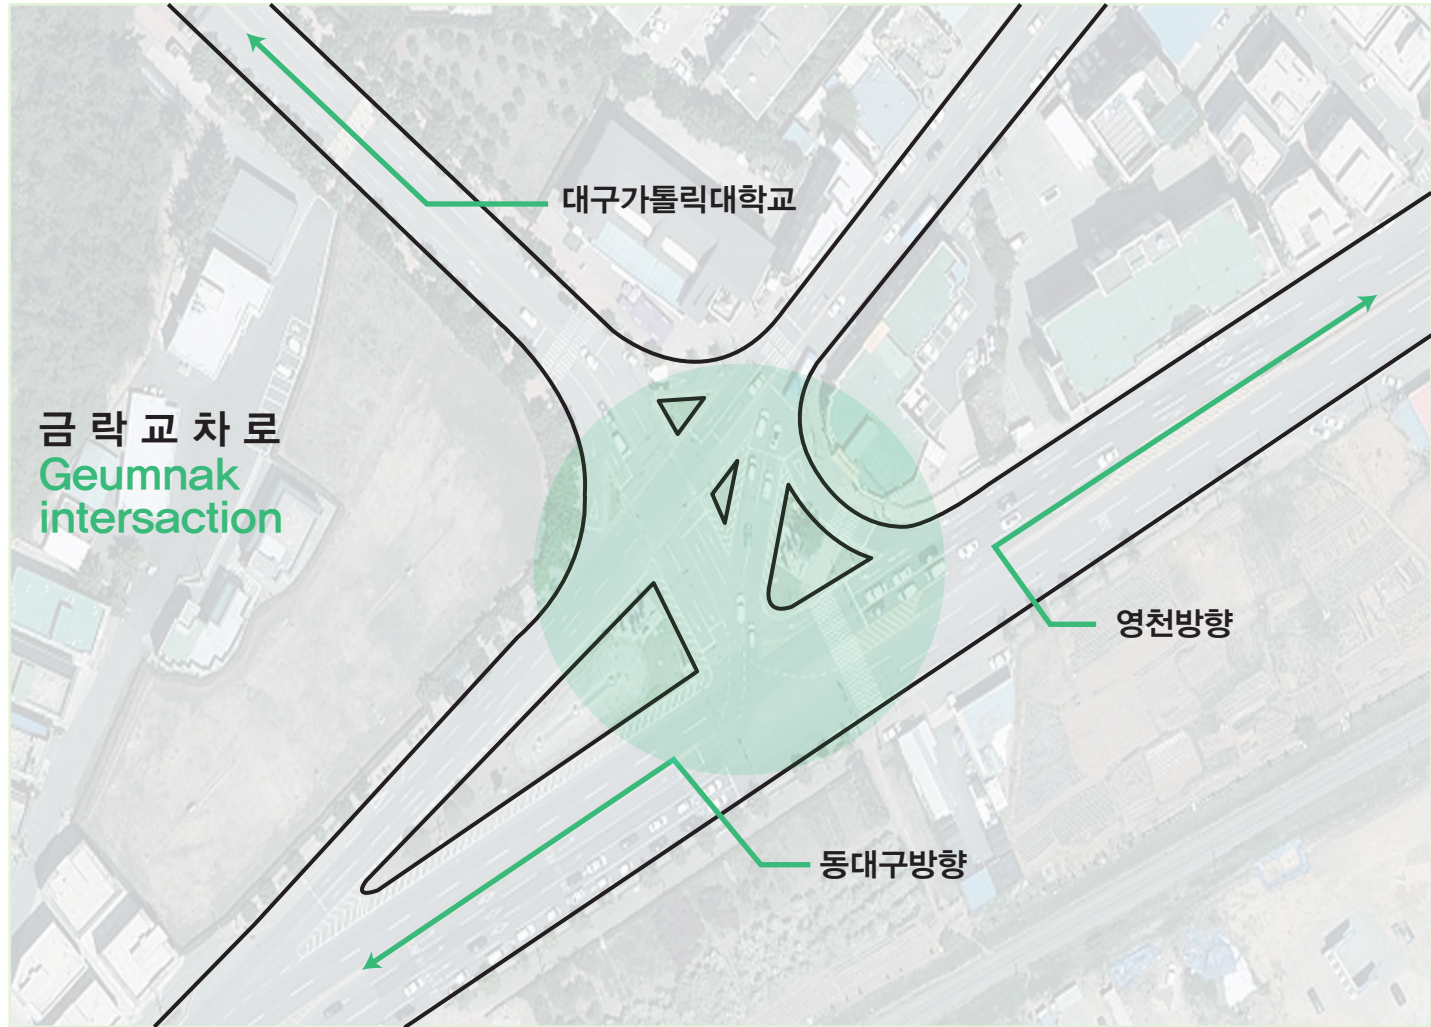 대구가톨릭대학교
금락교차로
Geumnak
intersaction
영천방향
동대구방향